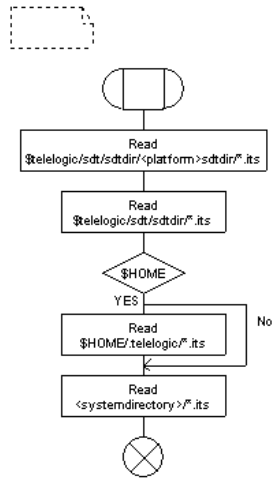 Read
$telelogic/sdt/sdtdir/<platform>sdtdir/*.its
Read
$telelogic/sdt/sdtdir/*.its
$HOME
YES
No
Read
$HOME/.telelogic/*.its
Read
<systemdirectory>/*.its